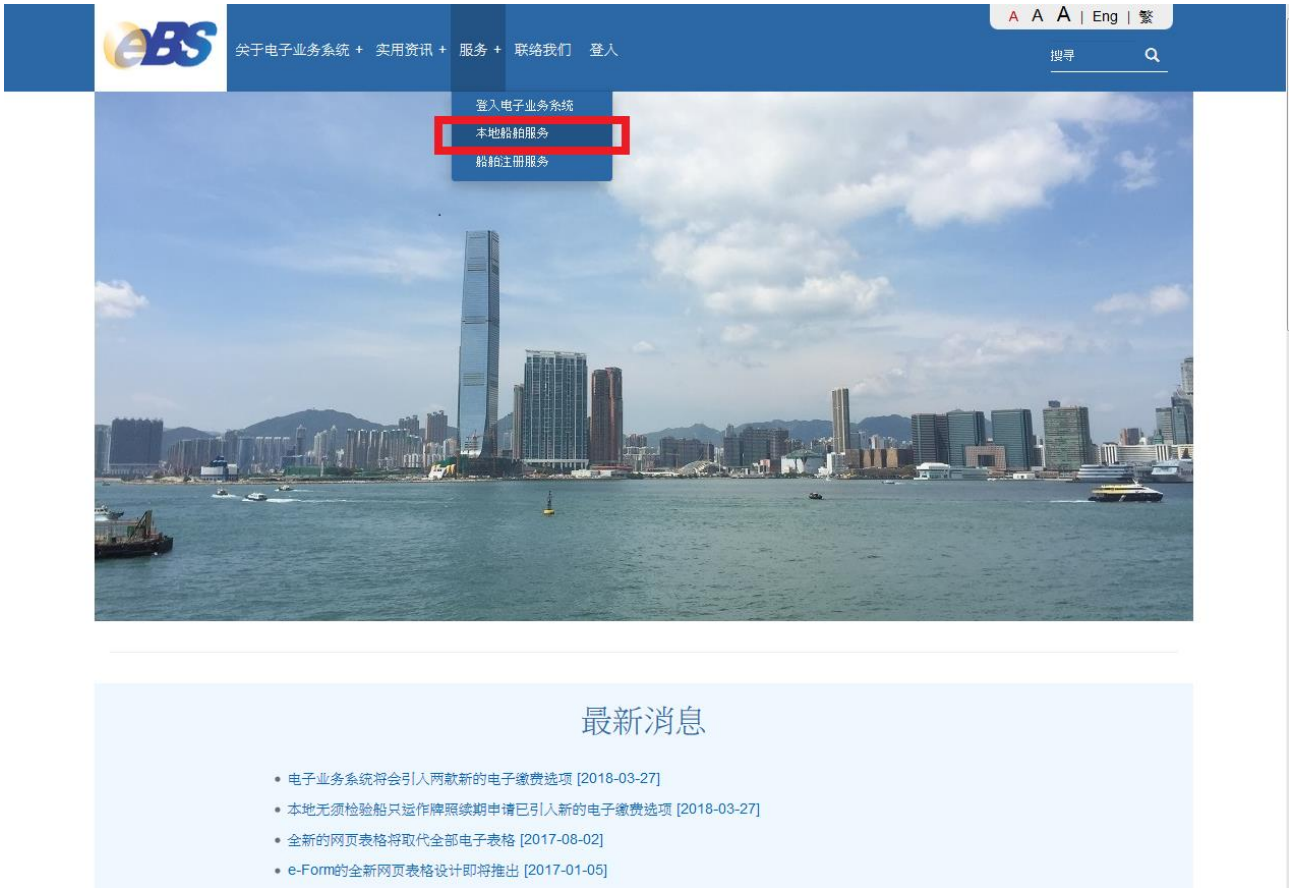 A A A | Eng | 繁
eBS
关于电子业务系统 + 实用资讯 + 服务 + 联络我们 登入
搜寻
登入电子业务系统
本地船舶服务
船舶注册服务
最新消息
• 电子业务系统将会引入两款新的电子缴费选项 [2018-03-27]
• 本地无须检验船只运作牌照续期申请已引入新的电子缴费选项 [2018-03-27]
• 全新的网页表格将取代全部电子表格 [2017-08-02]
• e-Form的全新网页表格设计即将推出 [2017-01-05]